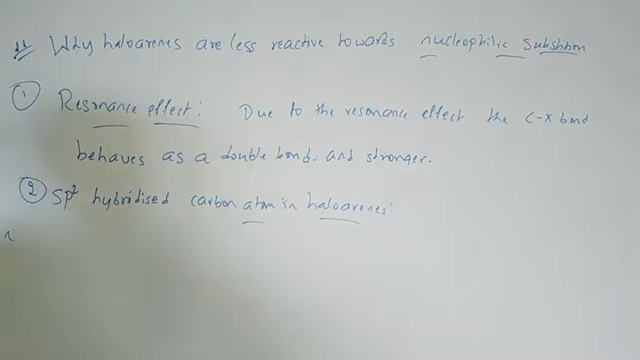 11 Why haloarenes are less reactive towards nucleophilic
① Resonance effect: Due to the resonance effect the C-X bond
behaves as a double bond. and stronger.
② SP² hybridised carbon atom in haloarenes: